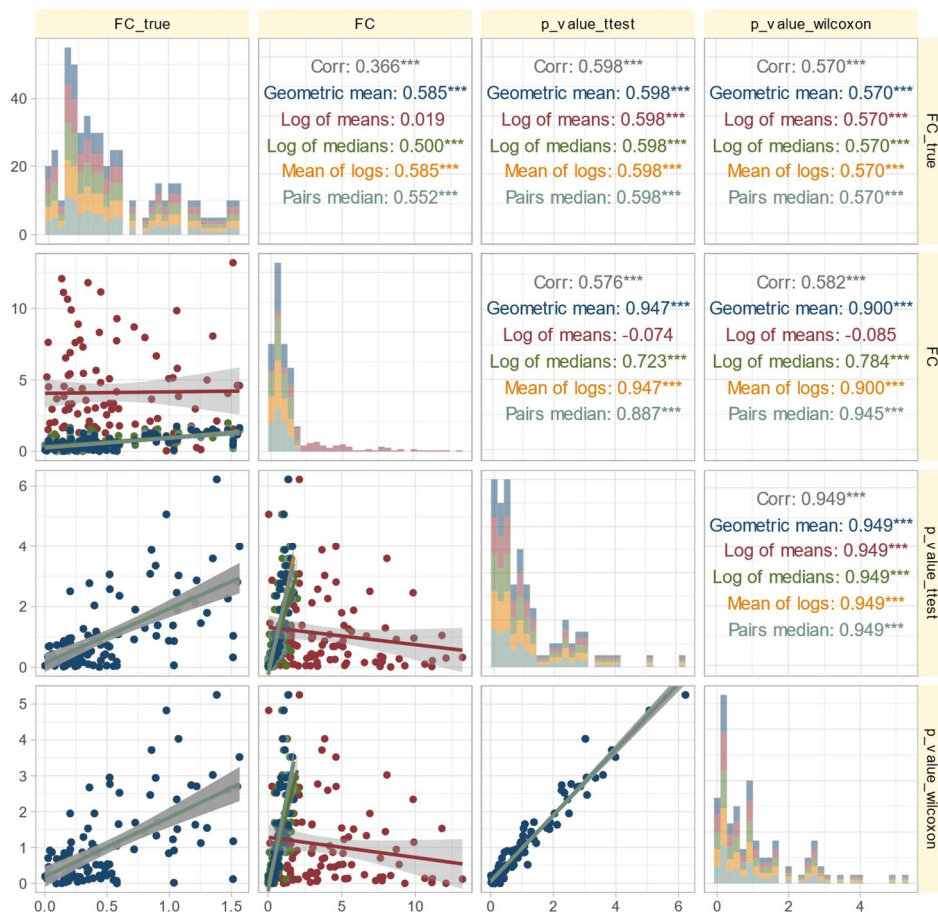 FC_true FC p_value_ttest p_value_wilcoxon
40
20
0
Corr: 0.366***
Geometric mean: 0.585***
Log of means: 0.019
Log of medians: 0.500***
Mean of logs: 0.585***
Pairs median: 0.552***
Corr: 0.598***
Geometric mean: 0.598***
Log of means: 0.598***
Log of medians: 0.598***
Mean of logs: 0.598***
Pairs median: 0.598***
Corr: 0.570***
Geometric mean: 0.570***
Log of means: 0.570***
Log of medians: 0.570***
Mean of logs: 0.570***
Pairs median: 0.570***
FC_true
10
5
0
Corr: 0.576***
Geometric mean: 0.947***
Log of means: -0.074
Log of medians: 0.723***
Mean of logs: 0.947***
Pairs median: 0.887***
Corr: 0.582***
Geometric mean: 0.900***
Log of means: -0.085
Log of medians: 0.784***
Mean of logs: 0.900***
Pairs median: 0.945***
FC
6
4
2
0
Corr: 0.949***
Geometric mean: 0.949***
Log of means: 0.949***
Log of medians: 0.949***
Mean of logs: 0.949***
Pairs median: 0.949***
p_value_ttest
5
4
3
2
1
0
p_value_wilcoxon
0.0 0.5 1.0 1.5
0 5 10
0 2 4 6
0 2 4